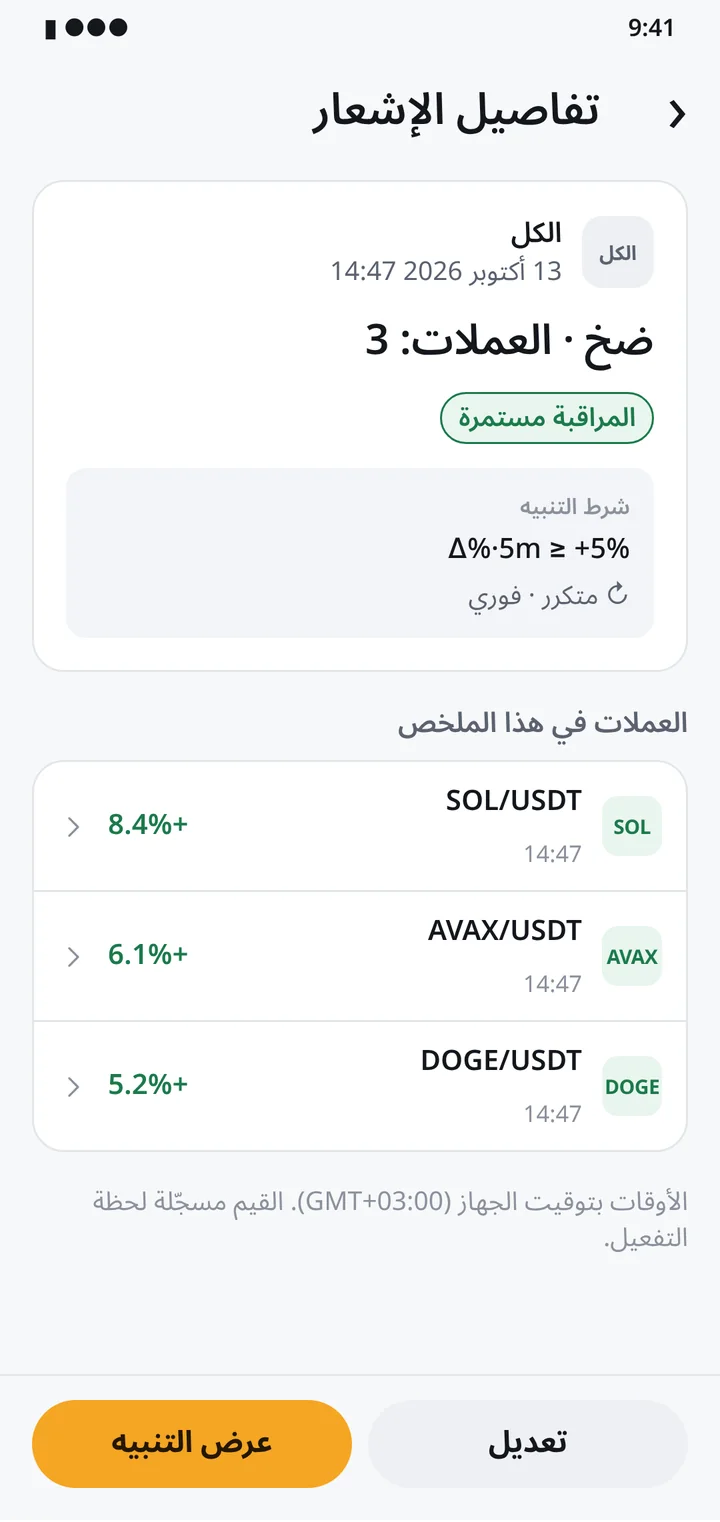 9:41
تفاصيل الإشعار
الكل
الكل
13 أكتوبر 2026 14:47
ضخ · العملات: 3
المراقبة مستمرة
شرط التنبيه
Δ%·5m ≥ +5%
↻ متكرر · فوري
العملات في هذا الملخص
SOL
SOL/USDT
14:47
8.4%+
AVAX
AVAX/USDT
14:47
6.1%+
DOGE
DOGE/USDT
14:47
5.2%+
الأوقات بتوقيت الجهاز (GMT+03:00). القيم مسجّلة لحظة
التفعيل.
تعديل
عرض التنبيه